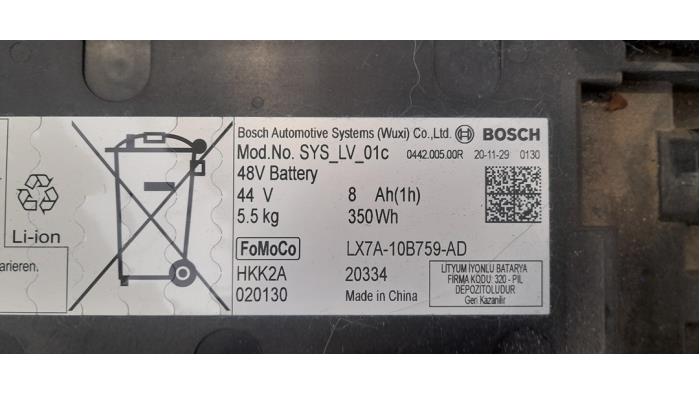 Bosch Automotive Systems (Wuxi) Co.,Ltd. BOSCH
Mod.No. SYS_LV_01c 0442.005.00R 20-11-29 0130
48V Battery
44 V 8 Ah(1h)
5.5 kg 350Wh
Li-ion
FoMoCo LX7A-10B759-AD
arieren.
HKK2A 20334
020130 Made in China
LITYUM İYONLU BATARYA
FIRMA KODU: 320 - PIL
DEPOZITOLUDUR
Geri Kazanilir